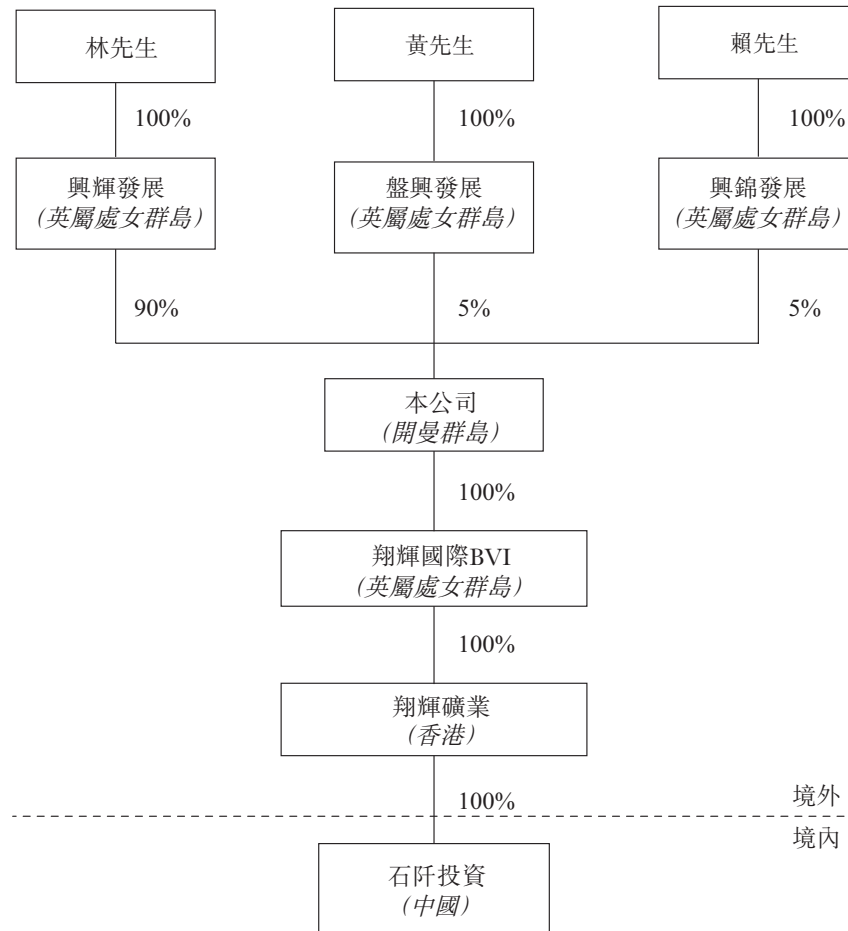 林先生
黃先生
賴先生
100%
100%
100%
興輝發展
(英屬處女群島)
盤興發展
(英屬處女群島)
興錦發展
(英屬處女群島)
90%
5%
5%
本公司
(開曼群島)
100%
翔輝國際BVI
(英屬處女群島)
100%
翔輝礦業
(香港)
100%
境外
境內
石阡投資
(中國)